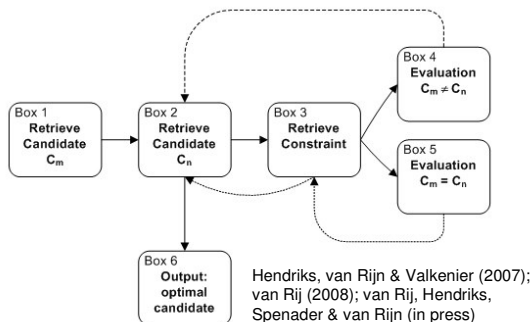 Box 1
Retrieve
Candidate
Cm
Box 2
Retrieve
Candidate
Cn
Box 3
Retrieve
Constraint
Box 4
Evaluation
Cm ≠ Cn
Box 5
Evaluation
Cm = Cn
Box 6
Output:
optimal
candidate
Hendriks, van Rijn & Valkenier (2007);
van Rij (2008); van Rij, Hendriks,
Spenader & van Rijn (in press)